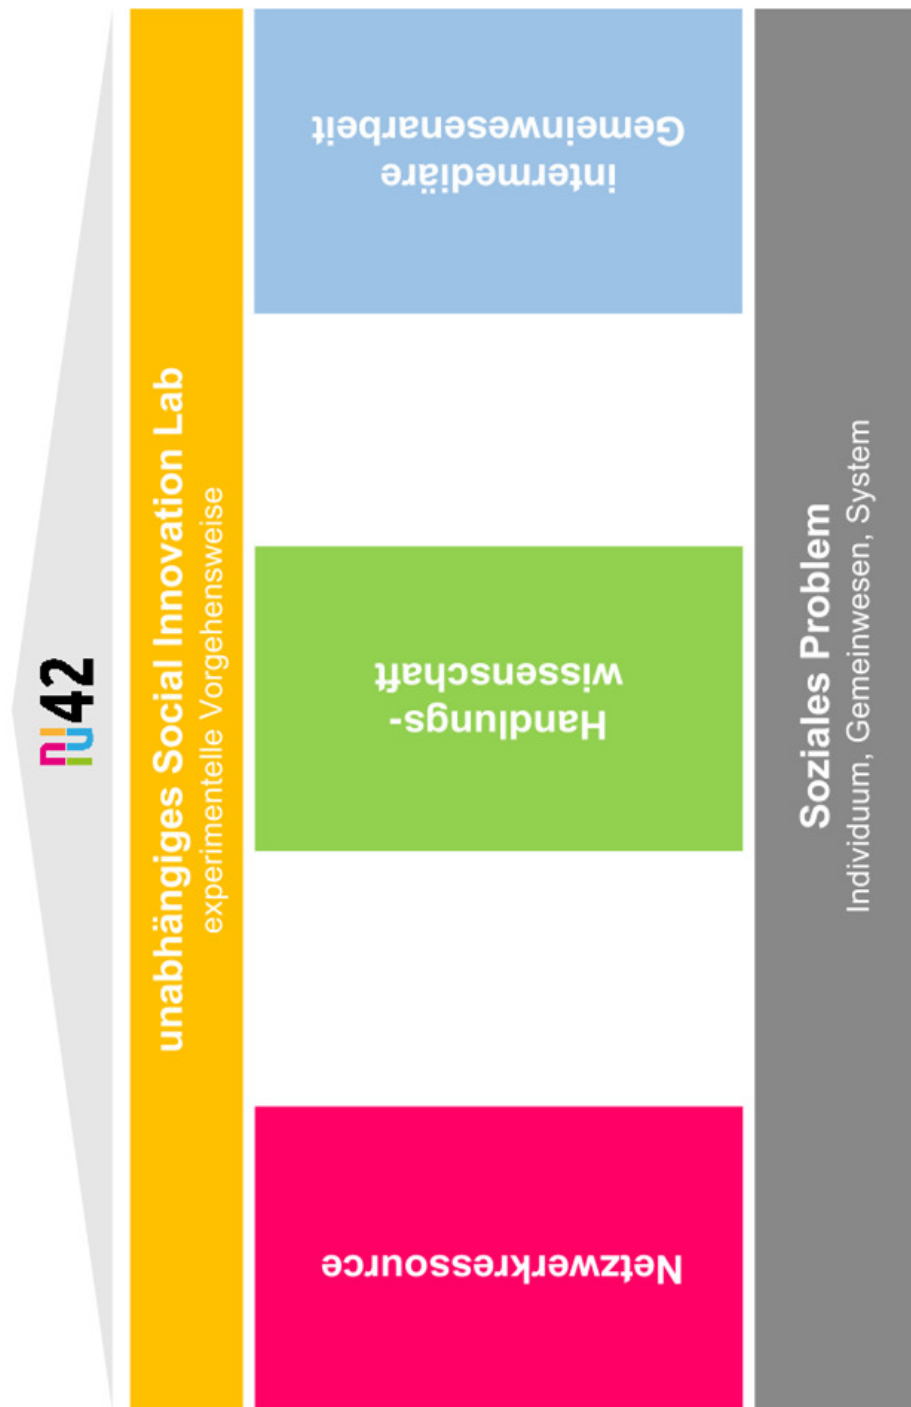 42
unabhängiges Social Innovation Lab
experimentelle Vorgehensweise
Netzwerkressource
Handlungs-
wissenschaft
intermediäre
Gemeinwesenarbeit
Soziales Problem
Individuum, Gemeinwesen, System